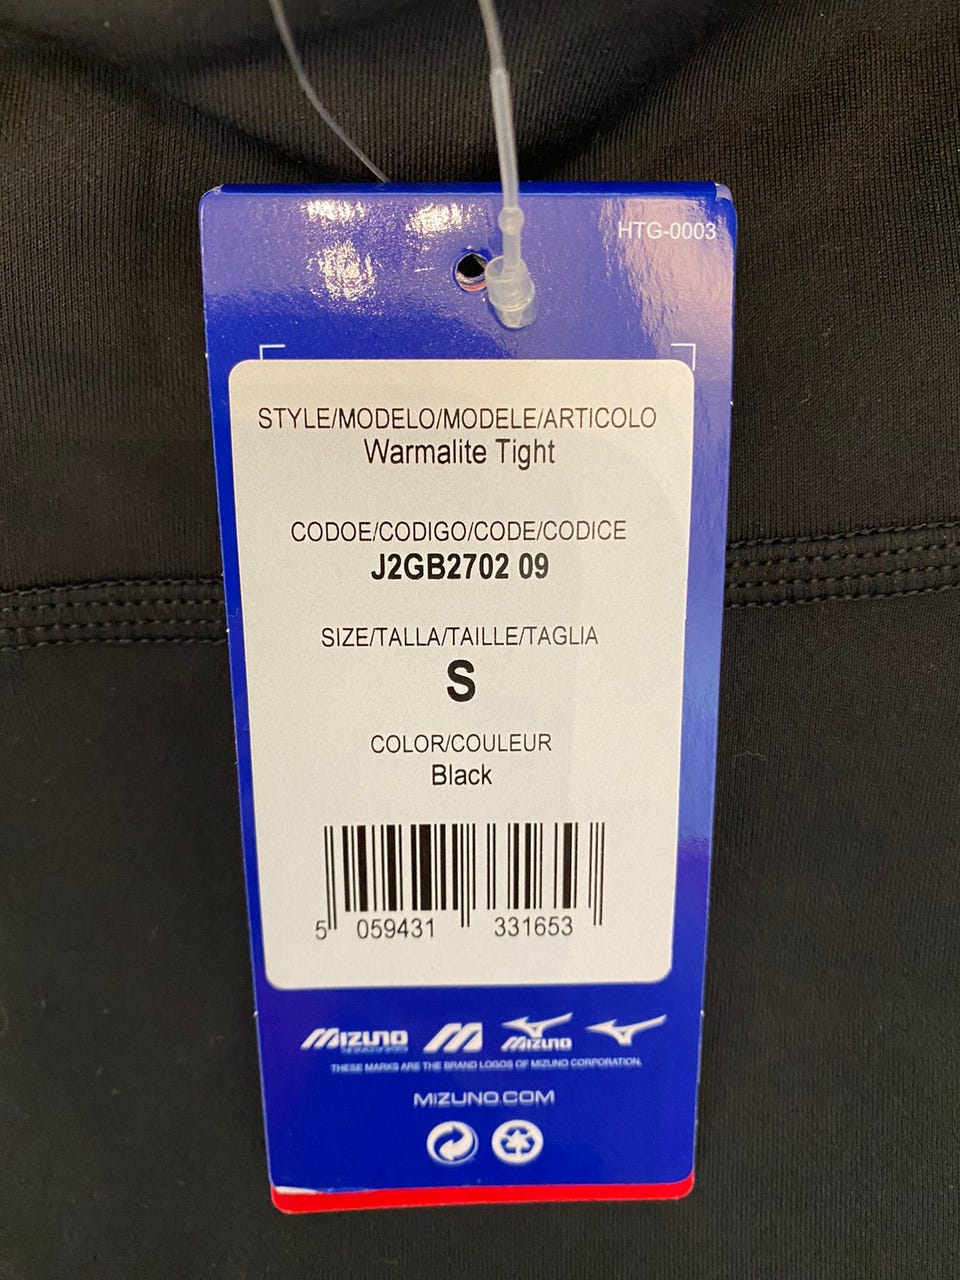 HTG-0003
STYLE/MODELO/MODELE/ARTICOLO
Warmalite Tight
CODOE/CODIGO/CODE/CODICE
J2GB2702 09
SIZE/TALLA/TAILLE/TAGLIA
S
COLOR/COULEUR
Black
5 059431 331653
MIZUNO MIZUNO
THESE MARKS ARE THE BRAND LOGOS OF MIZUNO CORPORATION.
MIZUNO.COM